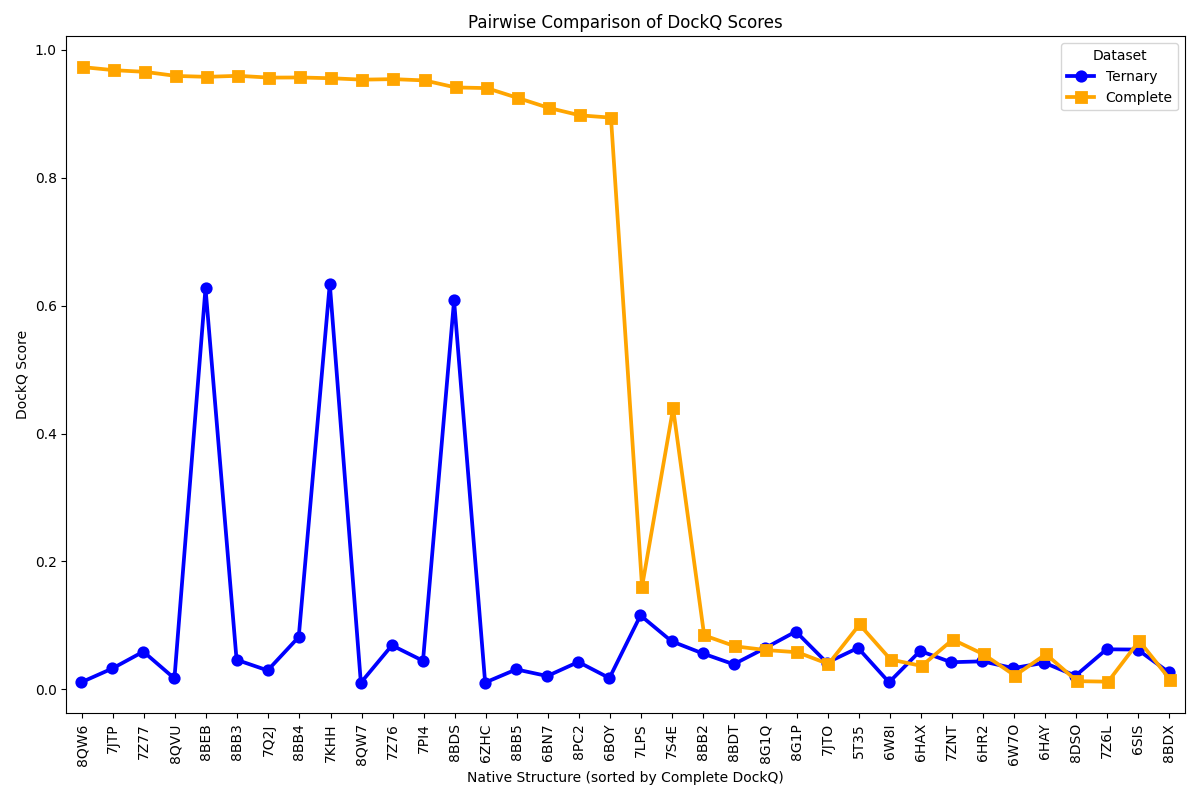 Pairwise Comparison of DockQ Scores
Dataset
Ternary
Complete
DockQ Score
1.0
0.8
0.6
0.4
0.2
0.0
8QW6
7JTP
7Z77
8QVU
8BEB
8BB3
7Q2J
8BB4
7KHH
8QW7
7Z76
7PI4
8BDS
6ZHC
8BB5
6BN7
8PC2
6BOY
7LPS
7S4E
8BB2
8BDT
8G1Q
8G1P
7JTO
5T35
6W8I
6HAX
7ZNT
6HR2
6W7O
6HAY
8DSO
7Z6L
6SIS
8BDX
Native Structure (sorted by Complete DockQ)